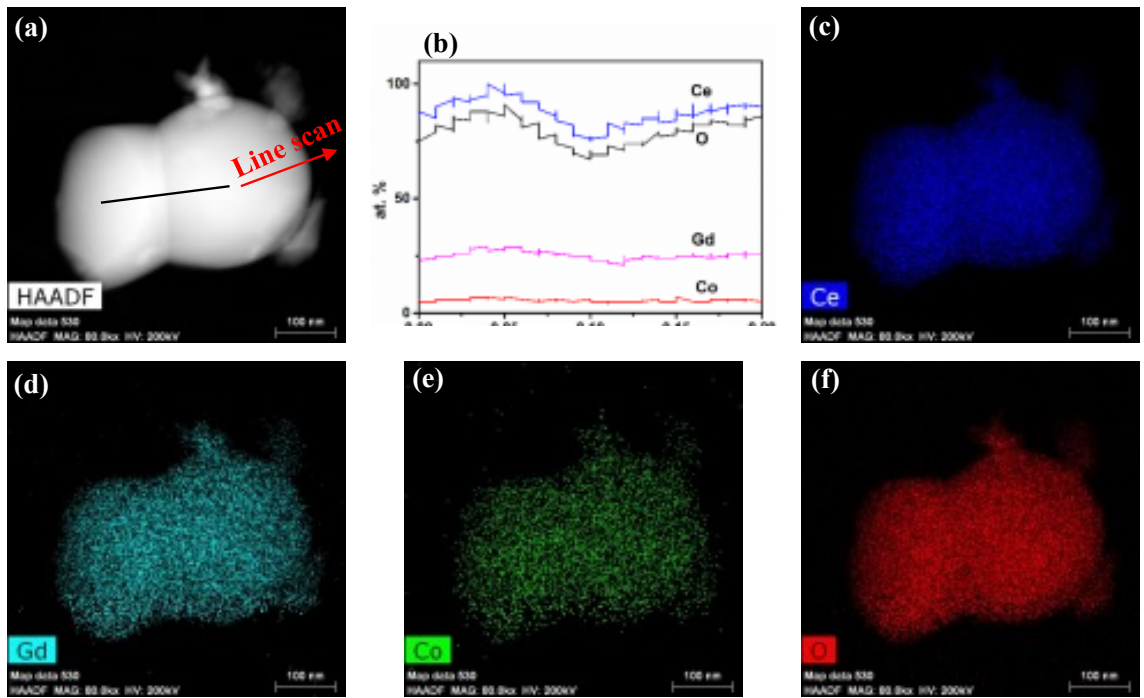 (a)
Line scan
HAADF
Map data 530
HAADF MAG: 80.0kx HV: 200kV
100 nm
(b)
100
50
0
at. %
Ce
O
Gd
Co
(c)
Ce
Map data 530
HAADF MAG: 80.0kx HV: 200kV
100 nm
(d)
Gd
Map data 530
HAADF MAG: 80.0kx HV: 200kV
100 nm
(e)
Co
Map data 530
HAADF MAG: 80.0kx HV: 200kV
100 nm
(f)
O
Map data 530
HAADF MAG: 80.0kx HV: 200kV
100 nm